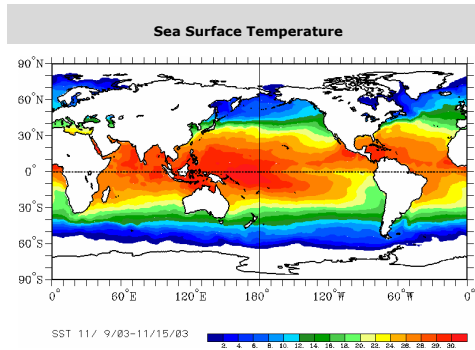 Sea Surface Temperature
90°N
60°N
30°N
0°
30°S
60°S
90°S
0° 60°E 120°E 180° 120°W 60°W 0°
SST 11/ 9/03-11/15/03
2. 4. 6. 8. 10. 12. 14. 16. 18. 20. 22. 24. 26. 28. 29. 30.